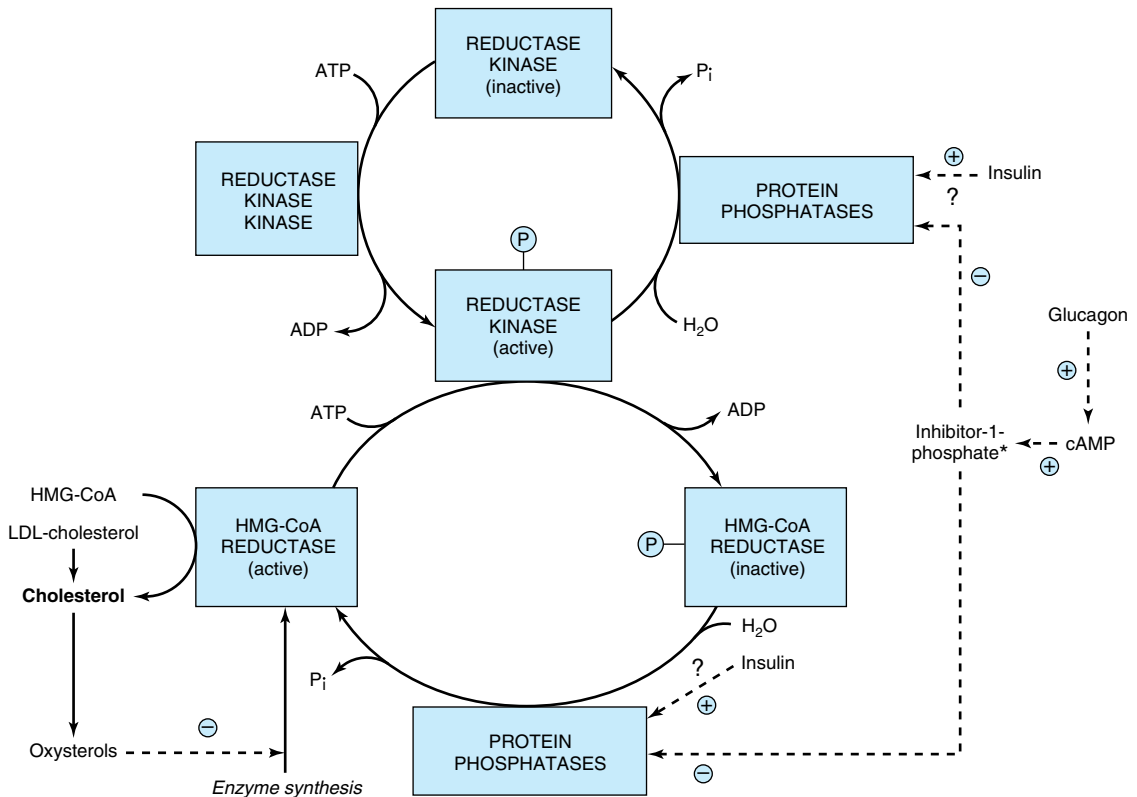 REDUCTASE
KINASE
(inactive)
ATP
Pi
REDUCTASE
KINASE
KINASE
PROTEIN
PHOSPHATASES
+
Insulin
?
P
−
REDUCTASE
KINASE
(active)
ADP
H2O
Glucagon
+
ATP
ADP
Inhibitor-1-
phosphate*
cAMP
+
HMG-CoA
LDL-cholesterol
Cholesterol
HMG-CoA
REDUCTASE
(active)
P
HMG-CoA
REDUCTASE
(inactive)
H2O
Pi
?
Insulin
+
Oxysterols
−
Enzyme synthesis
PROTEIN
PHOSPHATASES
−